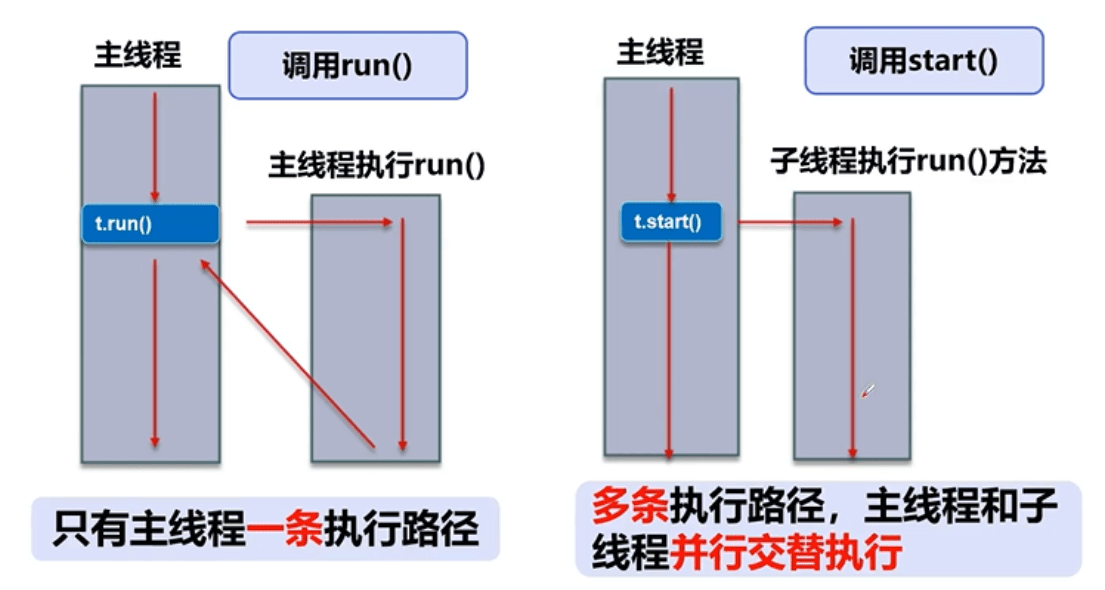 主线程
调用run()
主线程执行run()
t.run()
只有主线程一条执行路径
主线程
调用start()
子线程执行run()方法
t.start()
多条执行路径，主线程和子
线程并行交替执行